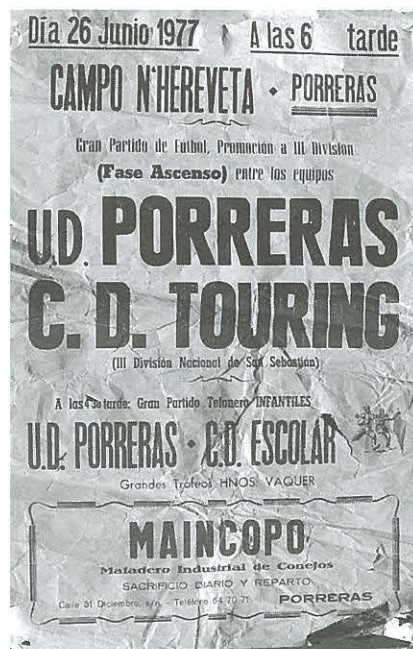 Día 26 Junio 1977 A las 6 tarde
CAMPO N'HEREVETA • PORRERAS
Gran Partido de Fútbol, Promoción a III División
(Fase Ascenso) entre los equipos
U.D. PORRERAS
C. D. TOURING
(III División Nacional de San Sebastián)
A las 4'30 tarde: Gran Partido Telonero INFANTILES
U.D. PORRERAS • C.D. ESCOLAR
Grandes Trofeos HNOS. VAQUER
MAINCOPO
Matadero Industrial de Conejos
SACRIFICIO DIARIO Y REPARTO
Calle 31 Diciembre, s/n. - Teléfono 64 70 71 PORRERAS